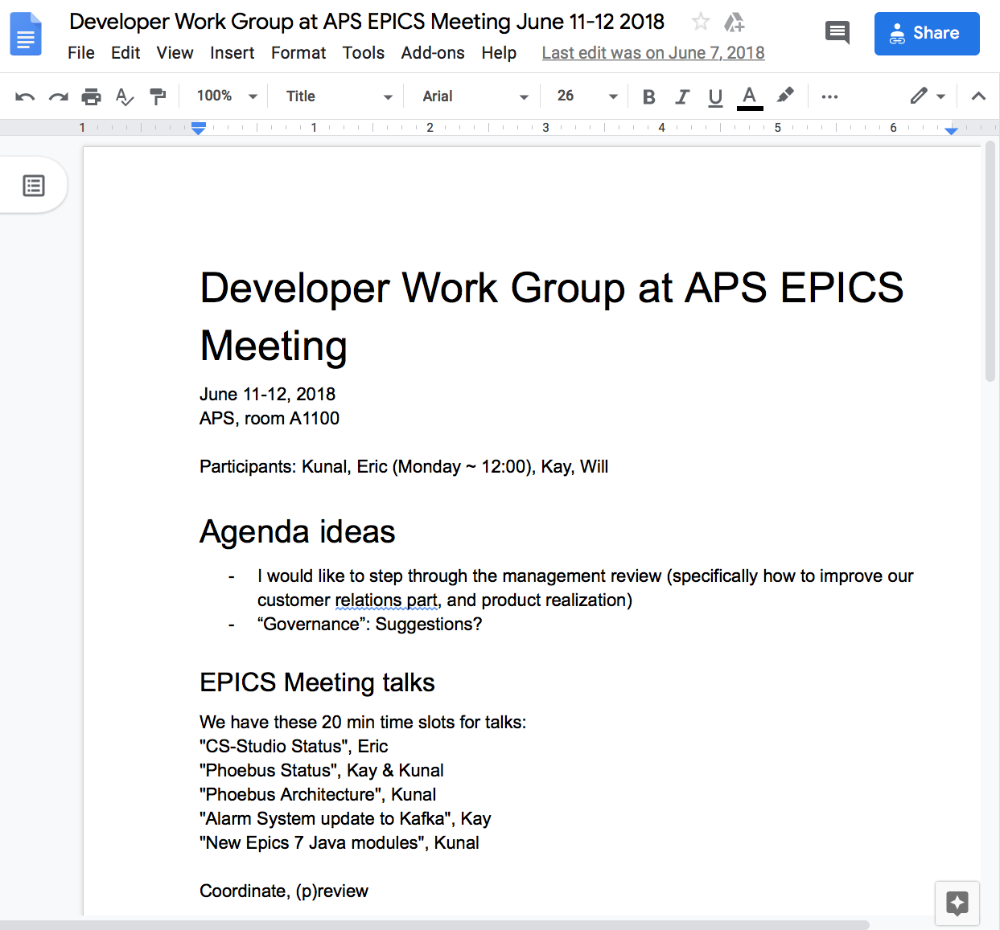 Developer Work Group at APS EPICS Meeting June 11-12 2018
Share
File Edit View Insert Format Tools Add-ons Help Last edit was on June 7, 2018
100% Title Arial 26 B I U A
1 1 2 3 4 5 6
Developer Work Group at APS EPICS
Meeting
June 11-12, 2018
APS, room A1100
Participants: Kunal, Eric (Monday ~ 12:00), Kay, Will
Agenda ideas
- I would like to step through the management review (specifically how to improve our
customer relations part, and product realization)
- “Governance”: Suggestions?
EPICS Meeting talks
We have these 20 min time slots for talks:
"CS-Studio Status", Eric
"Phoebus Status", Kay & Kunal
"Phoebus Architecture", Kunal
"Alarm System update to Kafka", Kay
"New Epics 7 Java modules", Kunal
Coordinate, (p)review